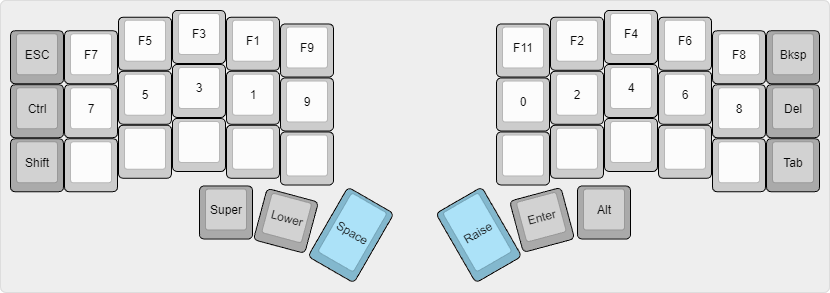 ESC F7 F5 F3 F1 F9 F11 F2 F4 F6 F8 Bksp
Ctrl 7 5 3 1 9 0 2 4 6 8 Del
Shift Tab
Super Lower Space Raise Enter Alt